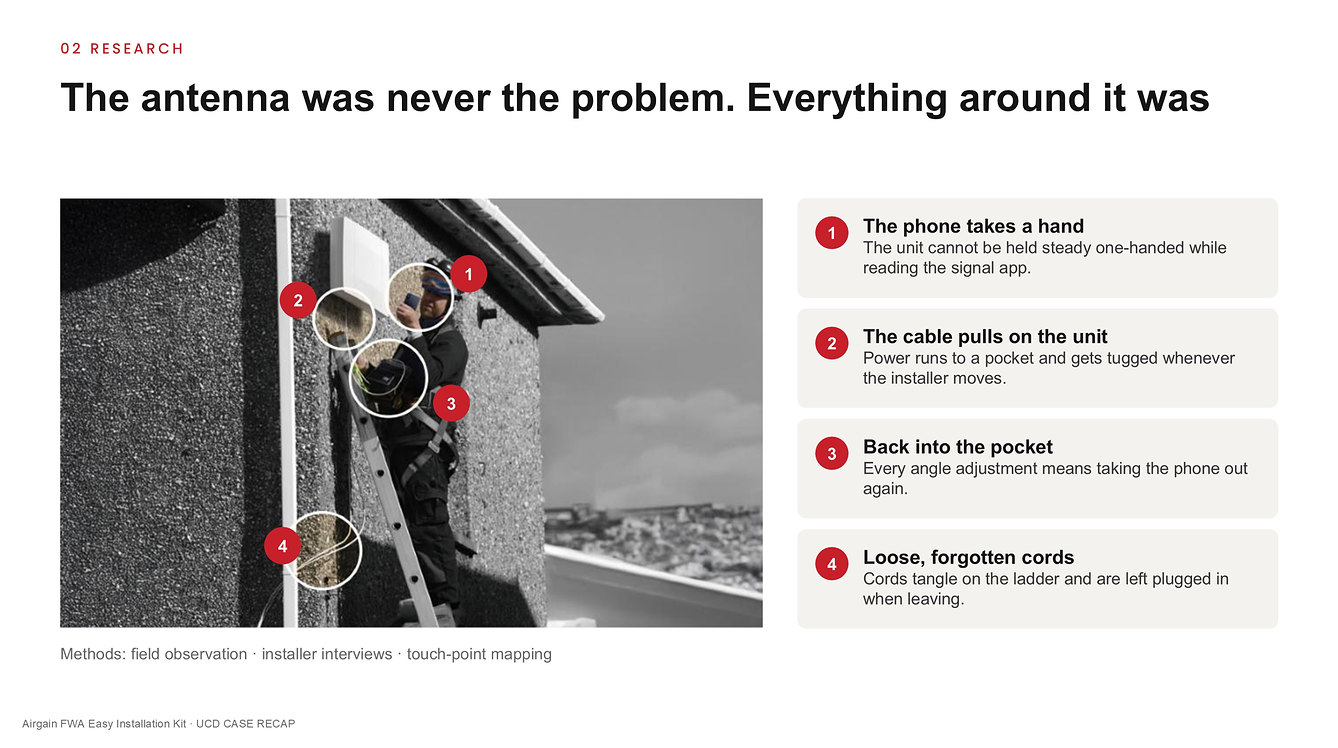 02 RESEARCH
The antenna was never the problem. Everything around it was
1
2
3
4
1
The phone takes a hand
The unit cannot be held steady one-handed while
reading the signal app.
2
The cable pulls on the unit
Power runs to a pocket and gets tugged whenever
the installer moves.
3
Back into the pocket
Every angle adjustment means taking the phone out
again.
4
Loose, forgotten cords
Cords tangle on the ladder and are left plugged in
when leaving.
Methods: field observation · installer interviews · touch-point mapping
Airgain FWA Easy Installation Kit · UCD CASE RECAP